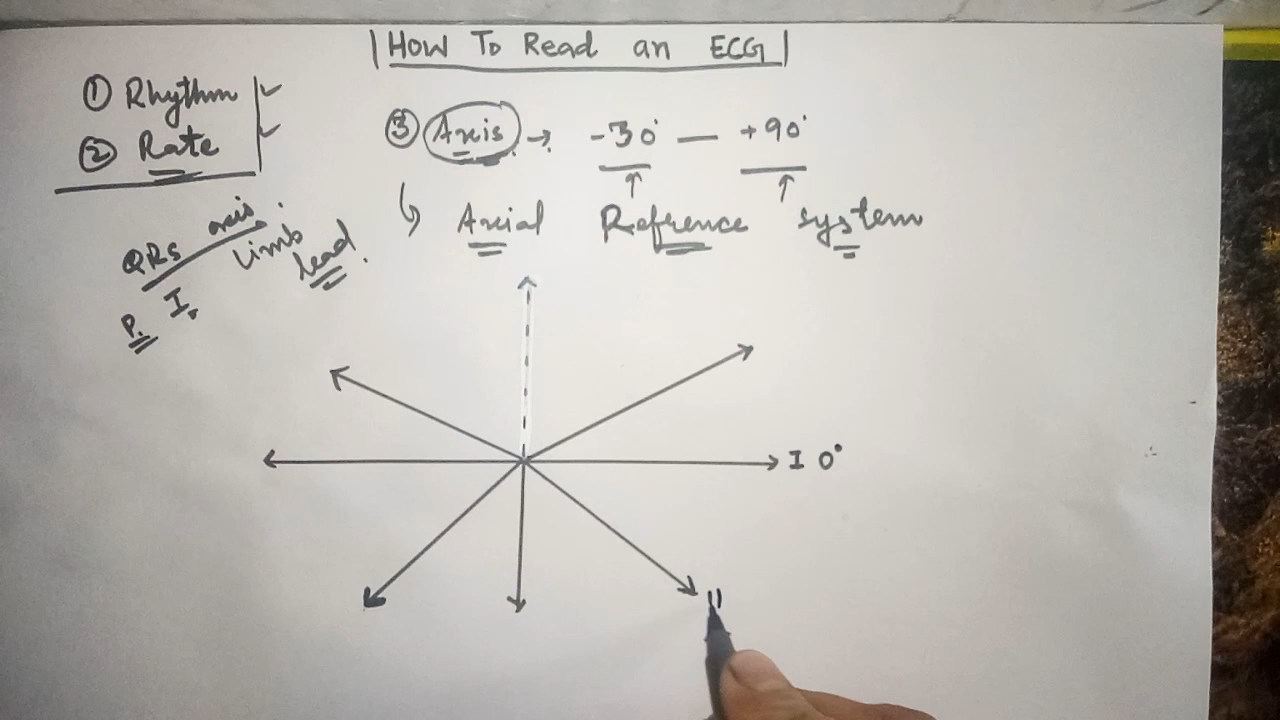 How To Read an ECG
① Rhythm
② Rate
③ Axis → -30° — +90°
Axial Refrence system
QRS axis
limb lead.
P. I.
I 0°
II